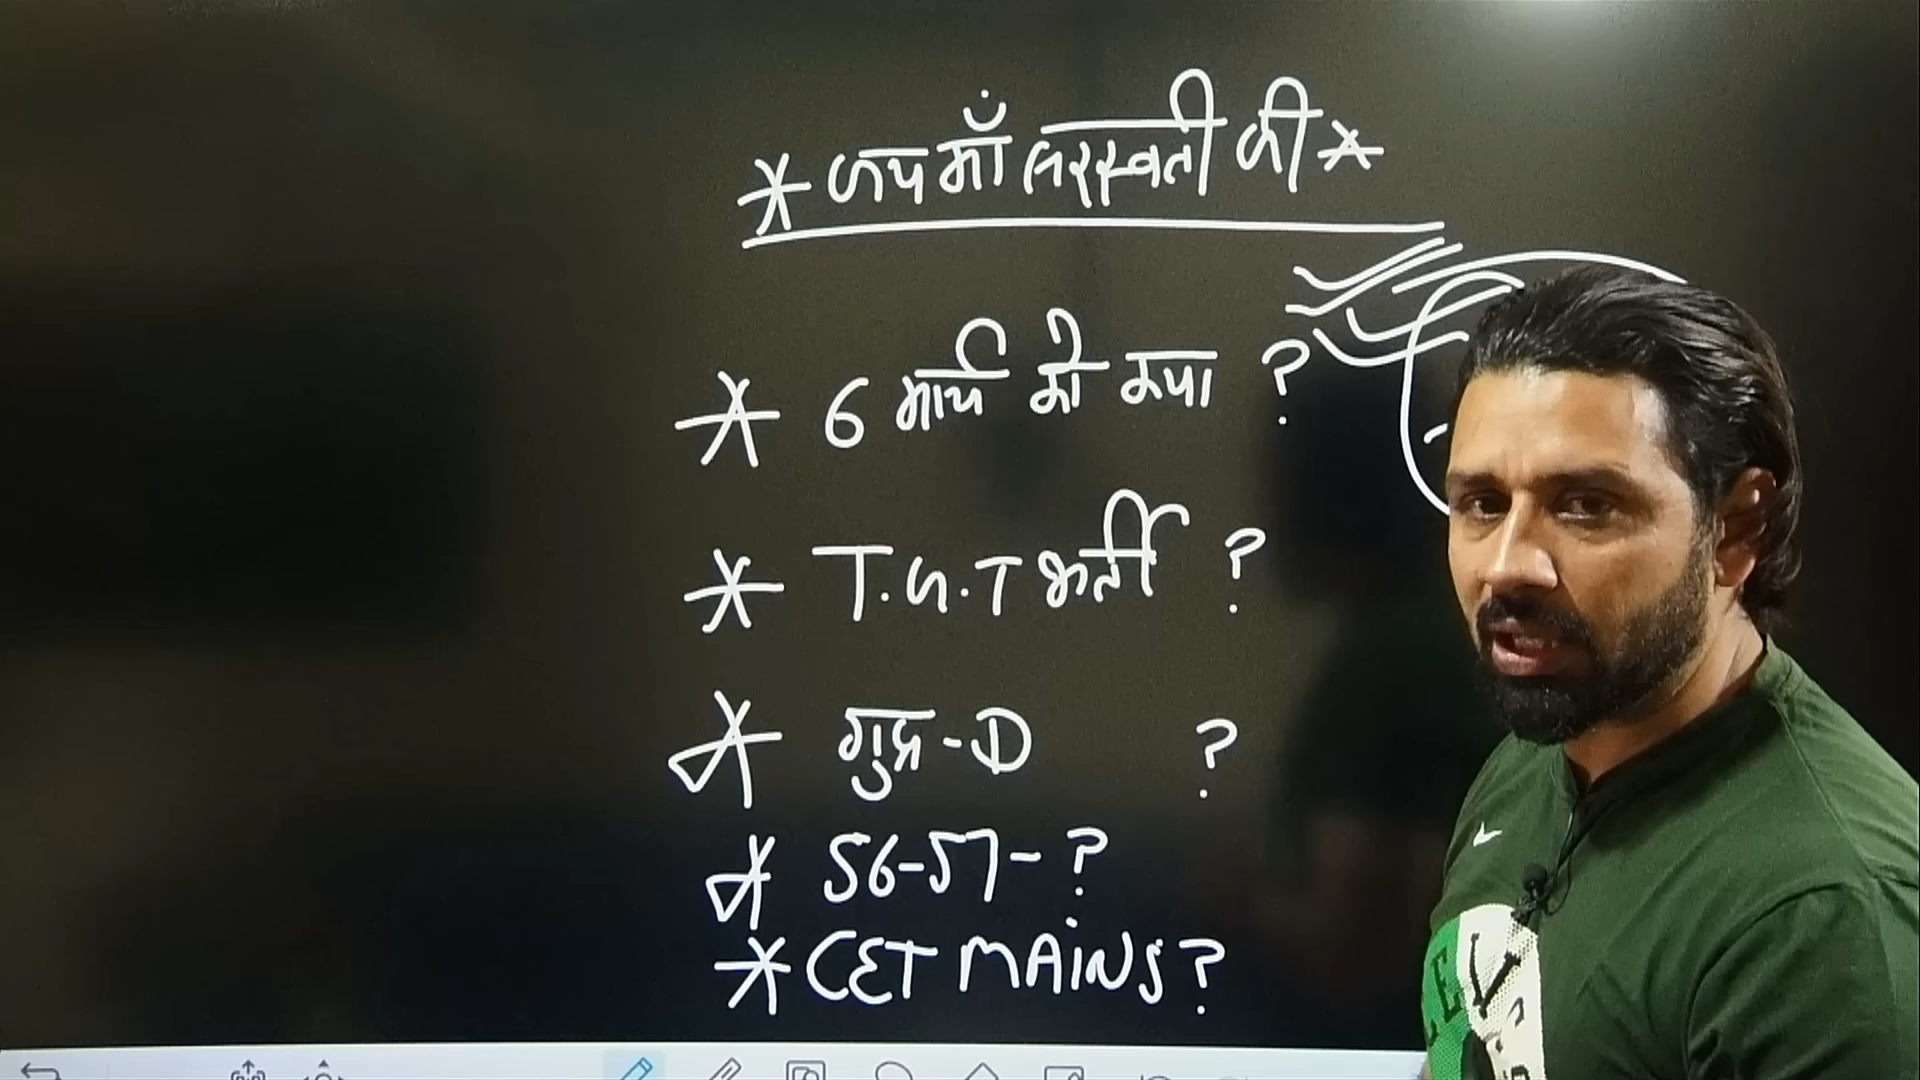 * जय माँ सरस्वती जी *
* 6 मार्च को क्या ?
* T.G.T भर्ती ?
* ग्रुप-D ?
* 56-57-?
* CET MAiNS ?